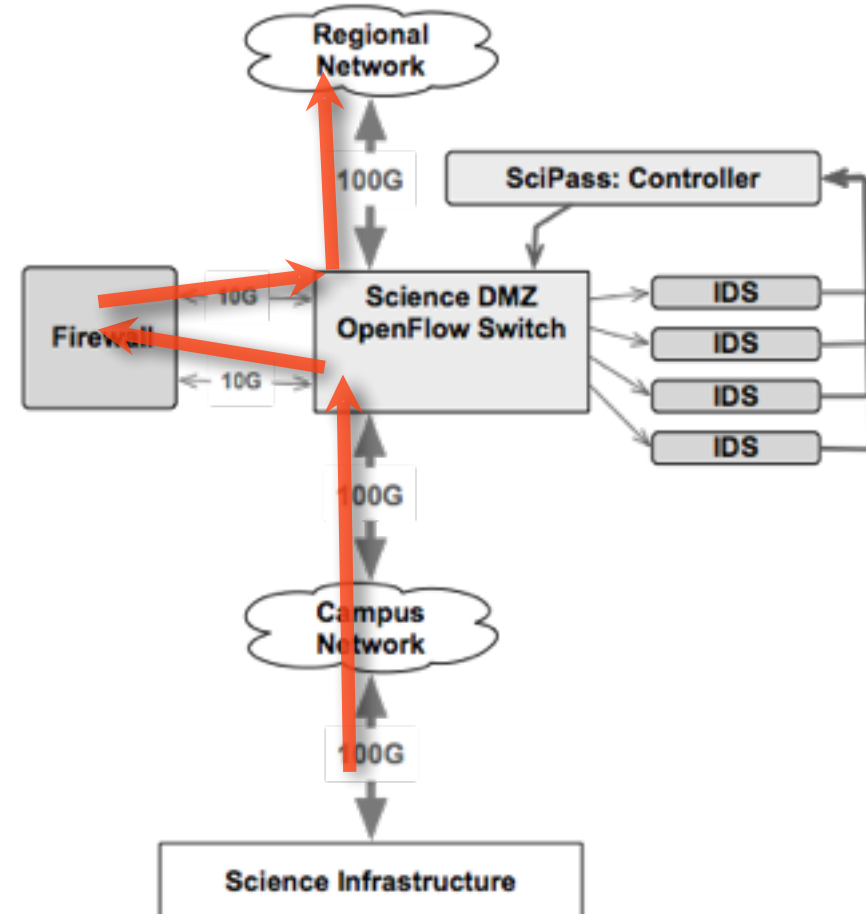 Regional
Network
100G
SciPass: Controller
10G
Science DMZ
OpenFlow Switch
IDS
IDS
IDS
IDS
Firewall
10G
100G
Campus
Network
100G
Science Infrastructure